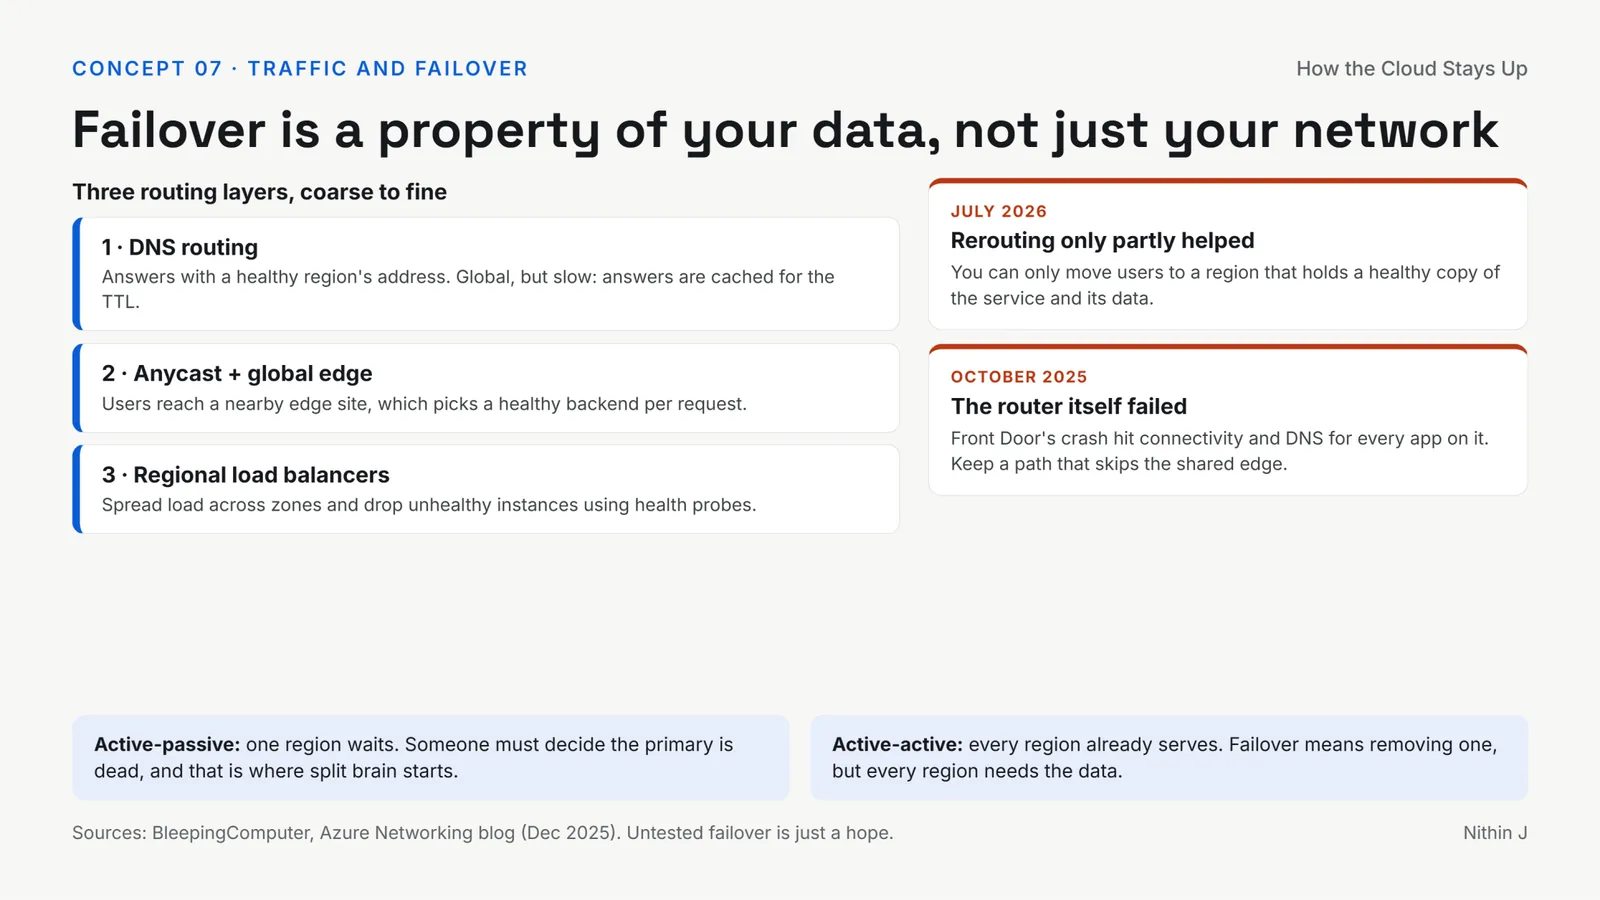 CONCEPT 07 · TRAFFIC AND FAILOVER
How the Cloud Stays Up
Failover is a property of your data, not just your network
Three routing layers, coarse to fine
1 · DNS routing
Answers with a healthy region's address. Global, but slow: answers are cached for the
TTL.
2 · Anycast + global edge
Users reach a nearby edge site, which picks a healthy backend per request.
3 · Regional load balancers
Spread load across zones and drop unhealthy instances using health probes.
JULY 2026
Rerouting only partly helped
You can only move users to a region that holds a healthy copy of
the service and its data.
OCTOBER 2025
The router itself failed
Front Door's crash hit connectivity and DNS for every app on it.
Keep a path that skips the shared edge.
Active-passive: one region waits. Someone must decide the primary is
dead, and that is where split brain starts.
Active-active: every region already serves. Failover means removing one,
but every region needs the data.
Sources: BleepingComputer, Azure Networking blog (Dec 2025). Untested failover is just a hope.
Nithin J